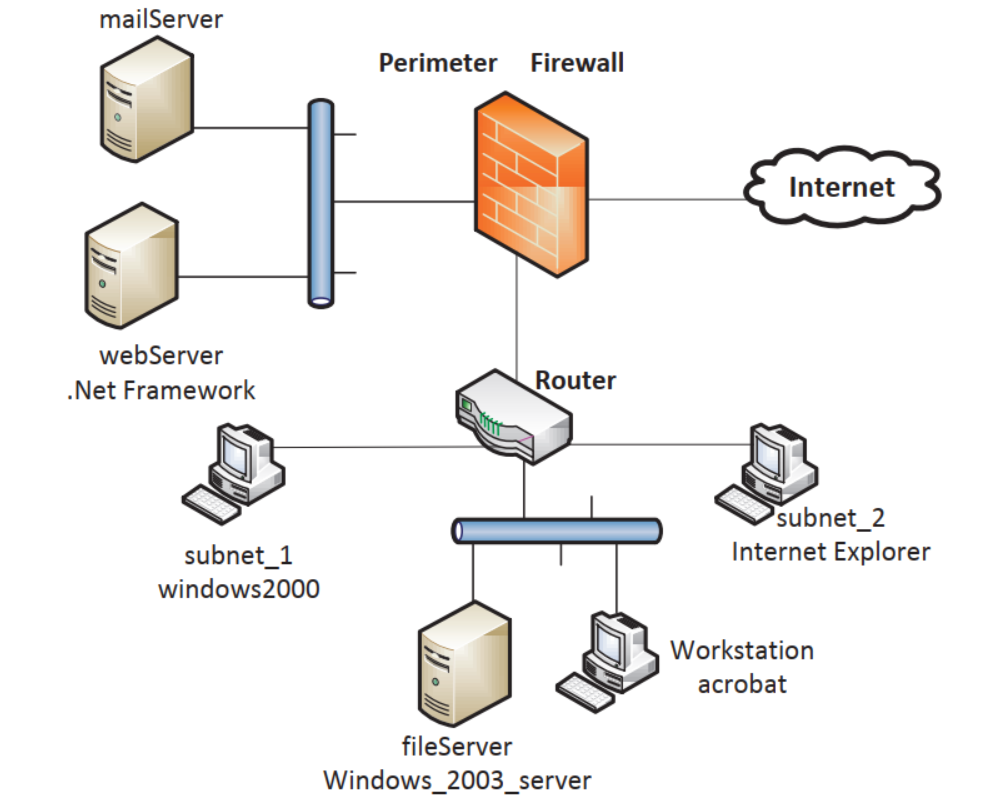 mailServer
Perimeter Firewall
Internet
webServer
.Net Framework
Router
subnet_1
windows2000
subnet_2
Internet Explorer
Workstation
acrobat
fileServer
Windows_2003_server